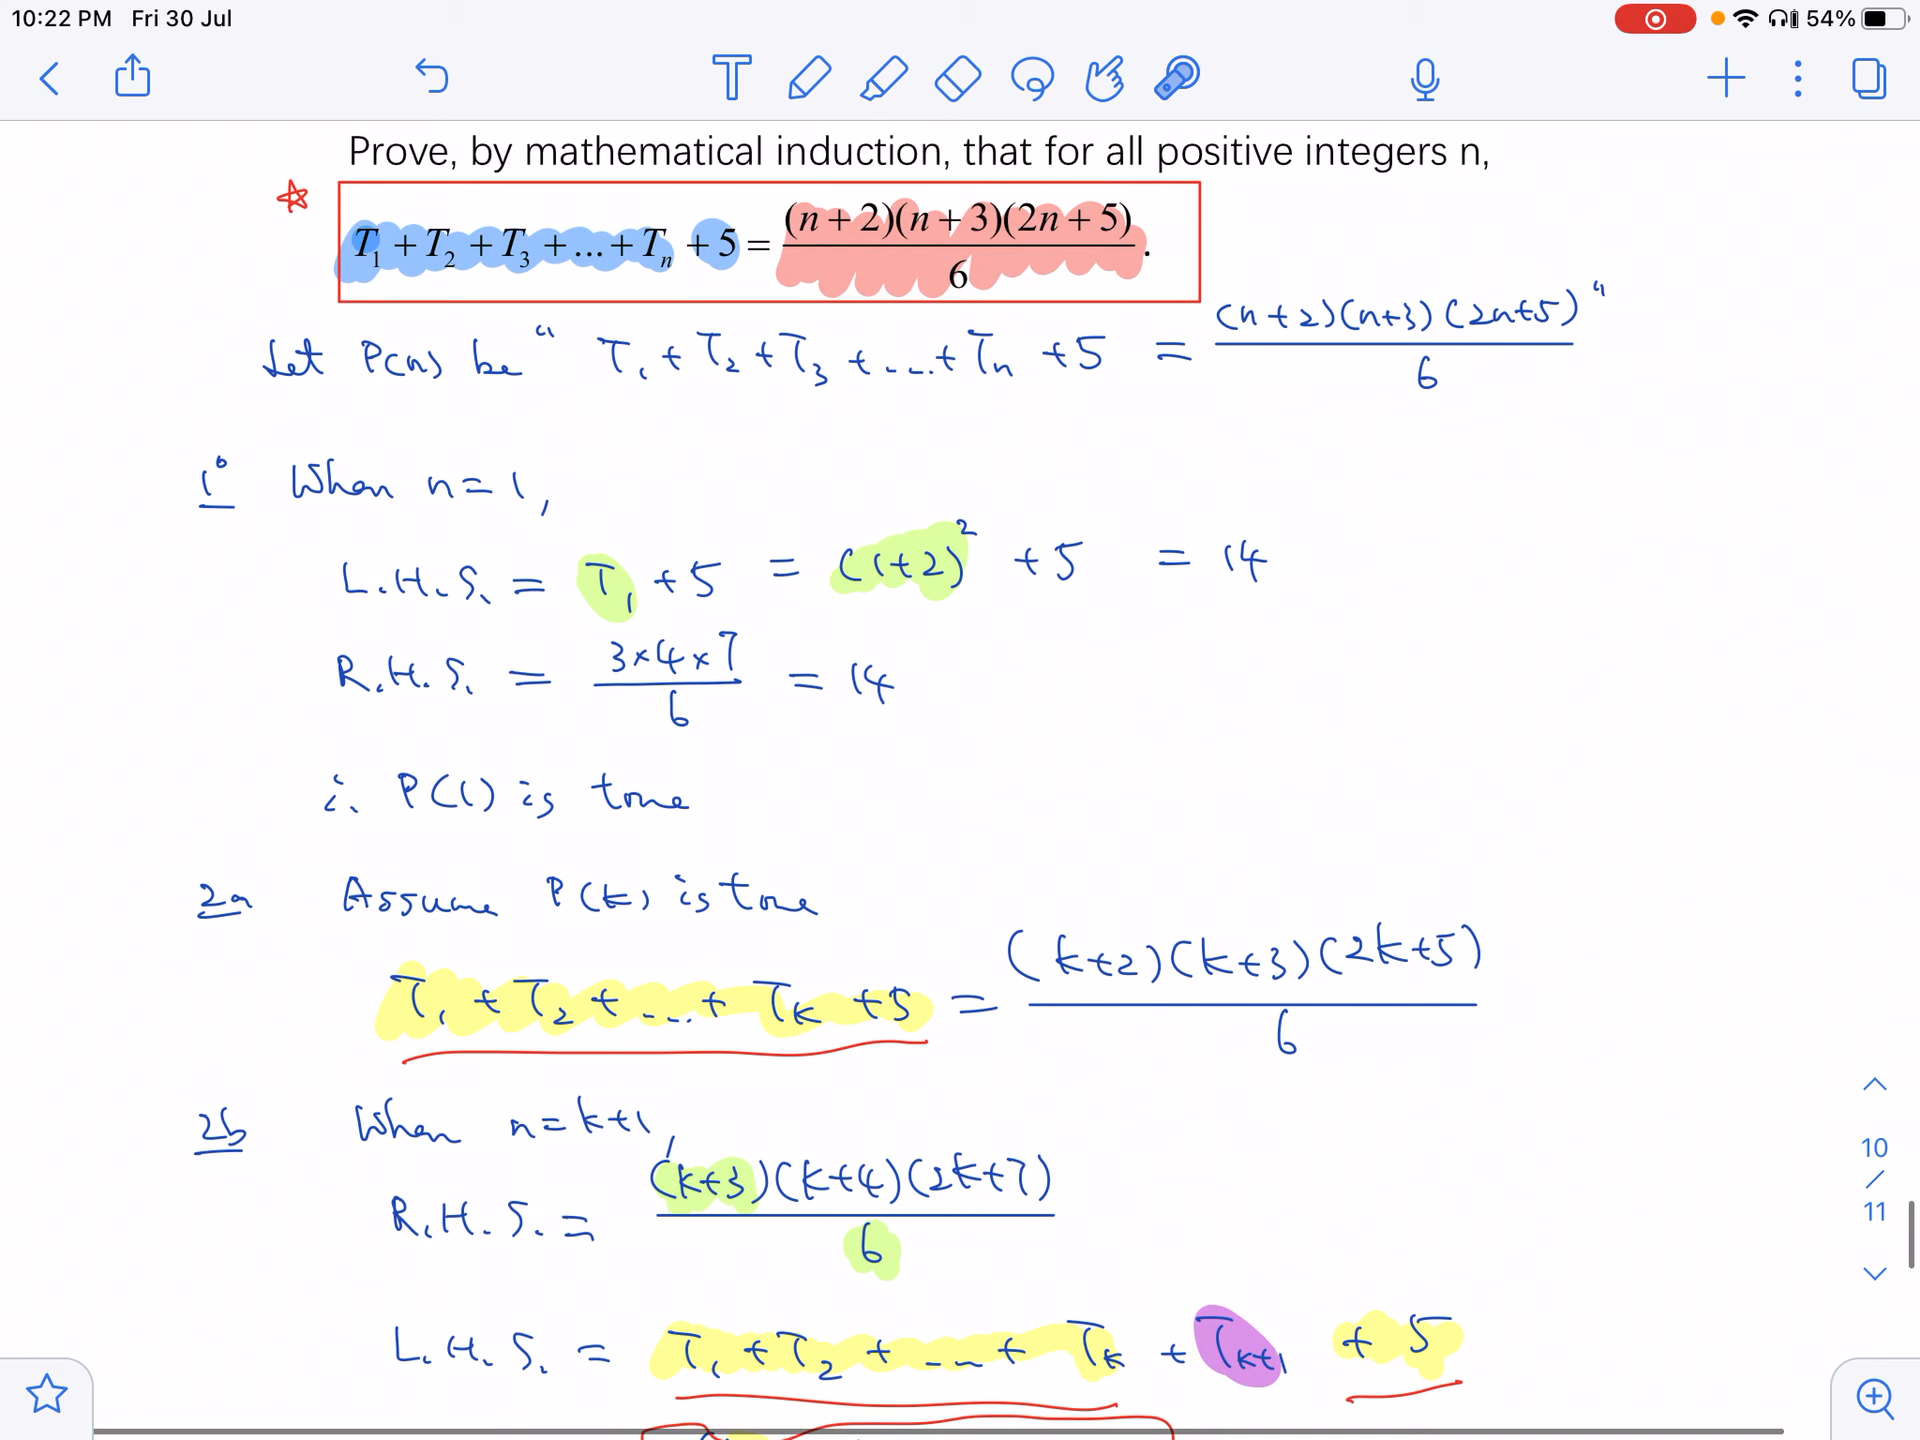 10:22 PM Fri 30 Jul
54%
Prove, by mathematical induction, that for all positive integers n,
T₁ + T₂ + T₃ + ... + Tₙ + 5 = (n + 2)(n + 3)(2n + 5) / 6 .
Let P(n) be " T₁ + T₂ + T₃ + ... + Tₙ + 5 = (n+2)(n+3)(2n+5) / 6 "
1° When n = 1,
L.H.S. = T₁ + 5 = (1+2)² + 5 = 14
R.H.S. = 3×4×7 / 6 = 14
∴ P(1) is true
2a Assume P(k) is true
T₁ + T₂ + ... + Tₖ + 5 = (k+2)(k+3)(2k+5) / 6
2b When n = k+1,
R.H.S. = (k+3)(k+4)(2k+7) / 6
L.H.S. = T₁ + T₂ + ... + Tₖ + Tₖ₊₁ + 5
10
/
11